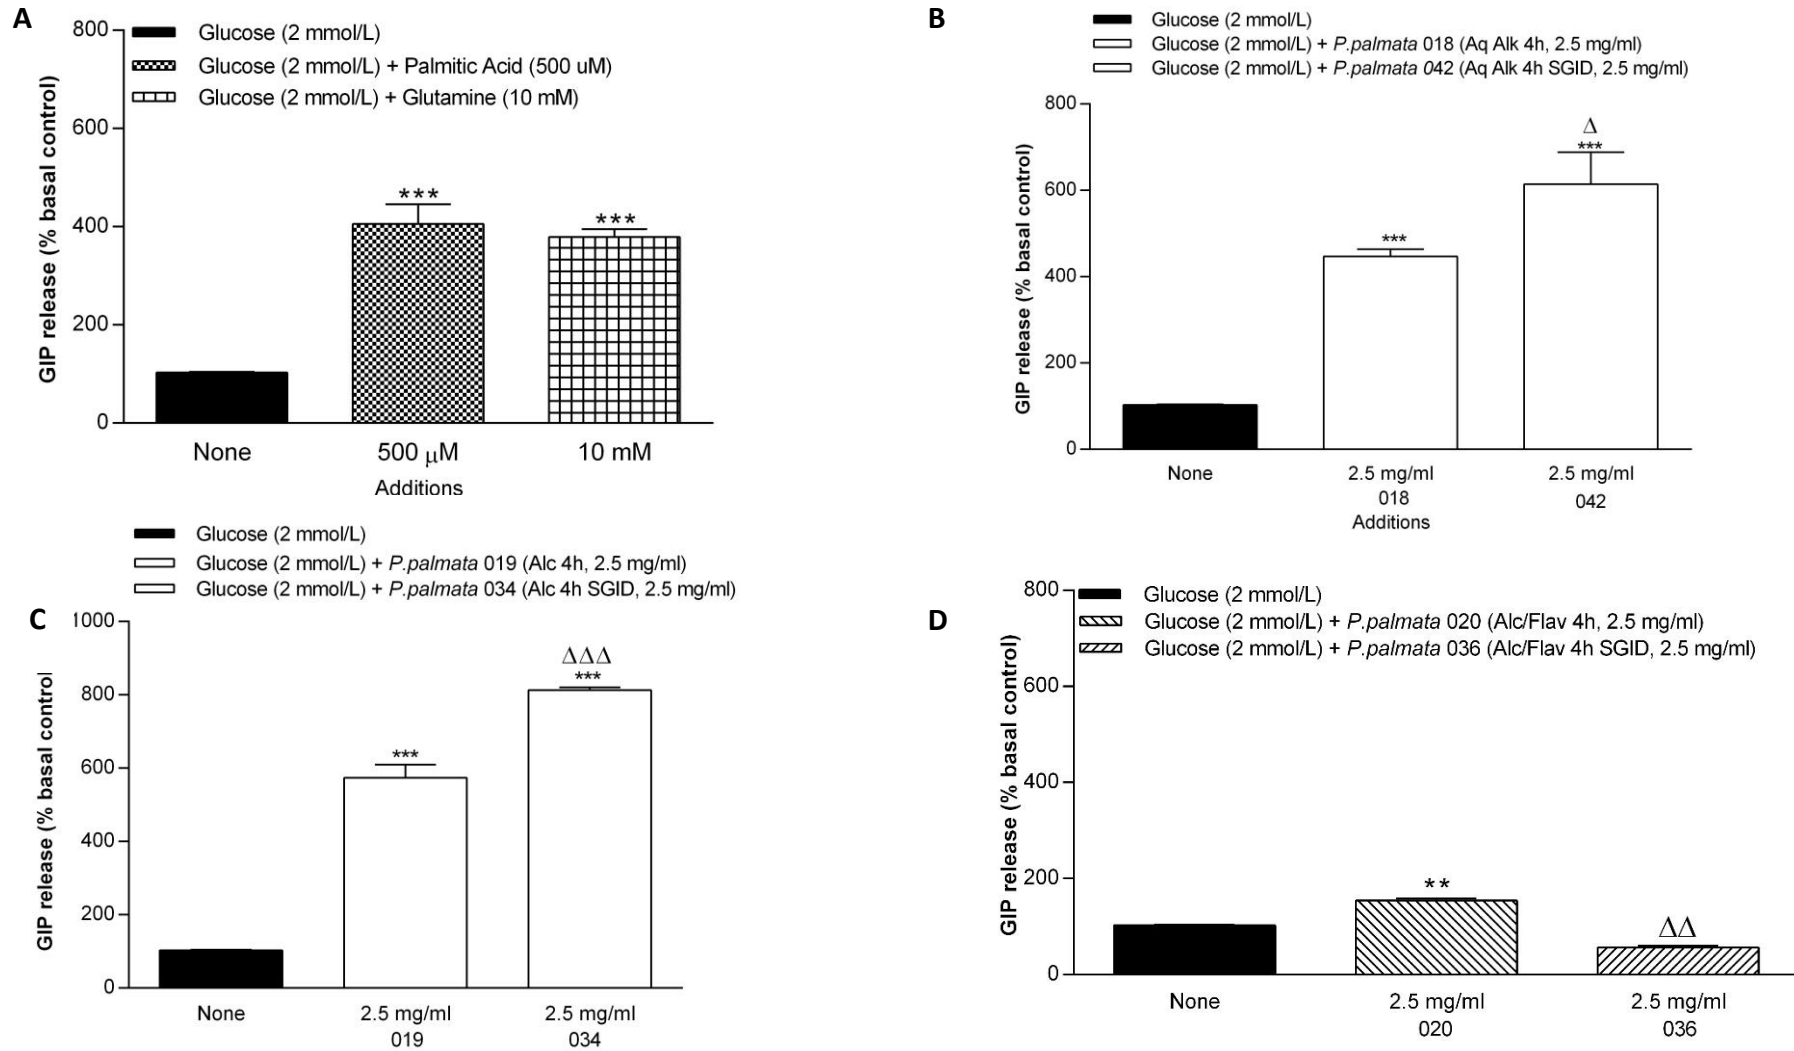 A
Glucose (2 mmol/L)
Glucose (2 mmol/L) + Palmitic Acid (500 uM)
Glucose (2 mmol/L) + Glutamine (10 mM)
GIP release (% basal control)
800
600
400
200
0
***
***
None
500 μM
10 mM
Additions
B
Glucose (2 mmol/L)
Glucose (2 mmol/L) + P.palmata 018 (Aq Alk 4h, 2.5 mg/ml)
Glucose (2 mmol/L) + P.palmata 042 (Aq Alk 4h SGID, 2.5 mg/ml)
GIP release (% basal control)
800
600
400
200
0
***
Δ
***
None
2.5 mg/ml
018
2.5 mg/ml
042
Additions
C
Glucose (2 mmol/L)
Glucose (2 mmol/L) + P.palmata 019 (Alc 4h, 2.5 mg/ml)
Glucose (2 mmol/L) + P.palmata 034 (Alc 4h SGID, 2.5 mg/ml)
GIP release (% basal control
1000
800
600
400
200
0
***
ΔΔΔ
***
None
2.5 mg/ml
019
2.5 mg/ml
034
D
Glucose (2 mmol/L)
Glucose (2 mmol/L) + P.palmata 020 (Alc/Flav 4h, 2.5 mg/ml)
Glucose (2 mmol/L) + P.palmata 036 (Alc/Flav 4h SGID, 2.5 mg/ml)
GIP release (% basal control)
800
600
400
200
0
**
ΔΔ
None
2.5 mg/ml
020
2.5 mg/ml
036